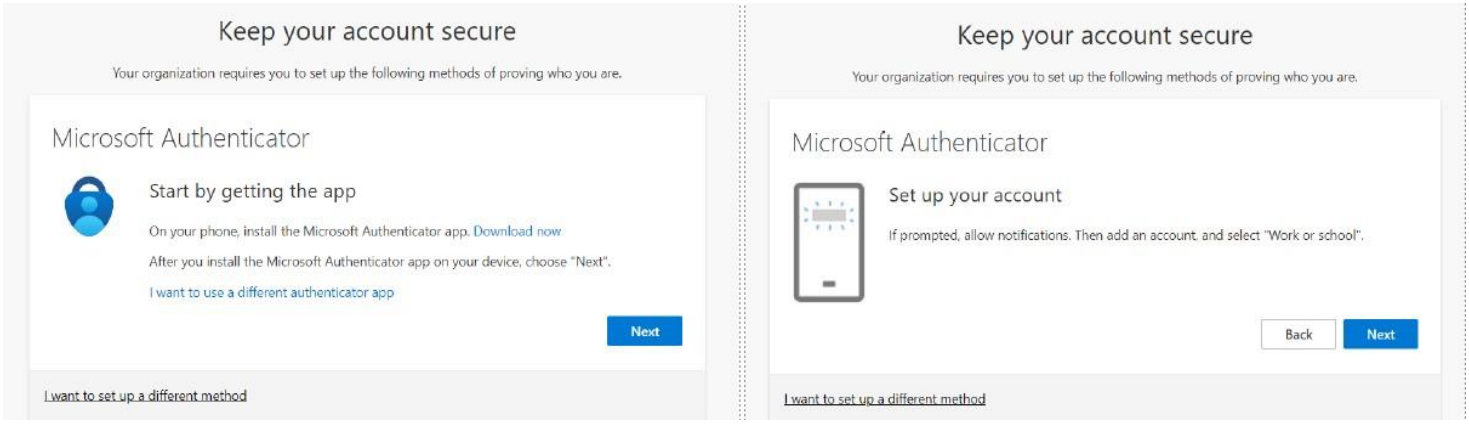 Keep your account secure
Your organization requires you to set up the following methods of proving who you are.
Microsoft Authenticator
Start by getting the app
On your phone, install the Microsoft Authenticator app. Download now
After you install the Microsoft Authenticator app on your device, choose "Next".
I want to use a different authenticator app
Next
I want to set up a different method
Keep your account secure
Your organization requires you to set up the following methods of proving who you are.
Microsoft Authenticator
Set up your account
If prompted, allow notifications. Then add an account, and select "Work or school".
Back Next
I want to set up a different method